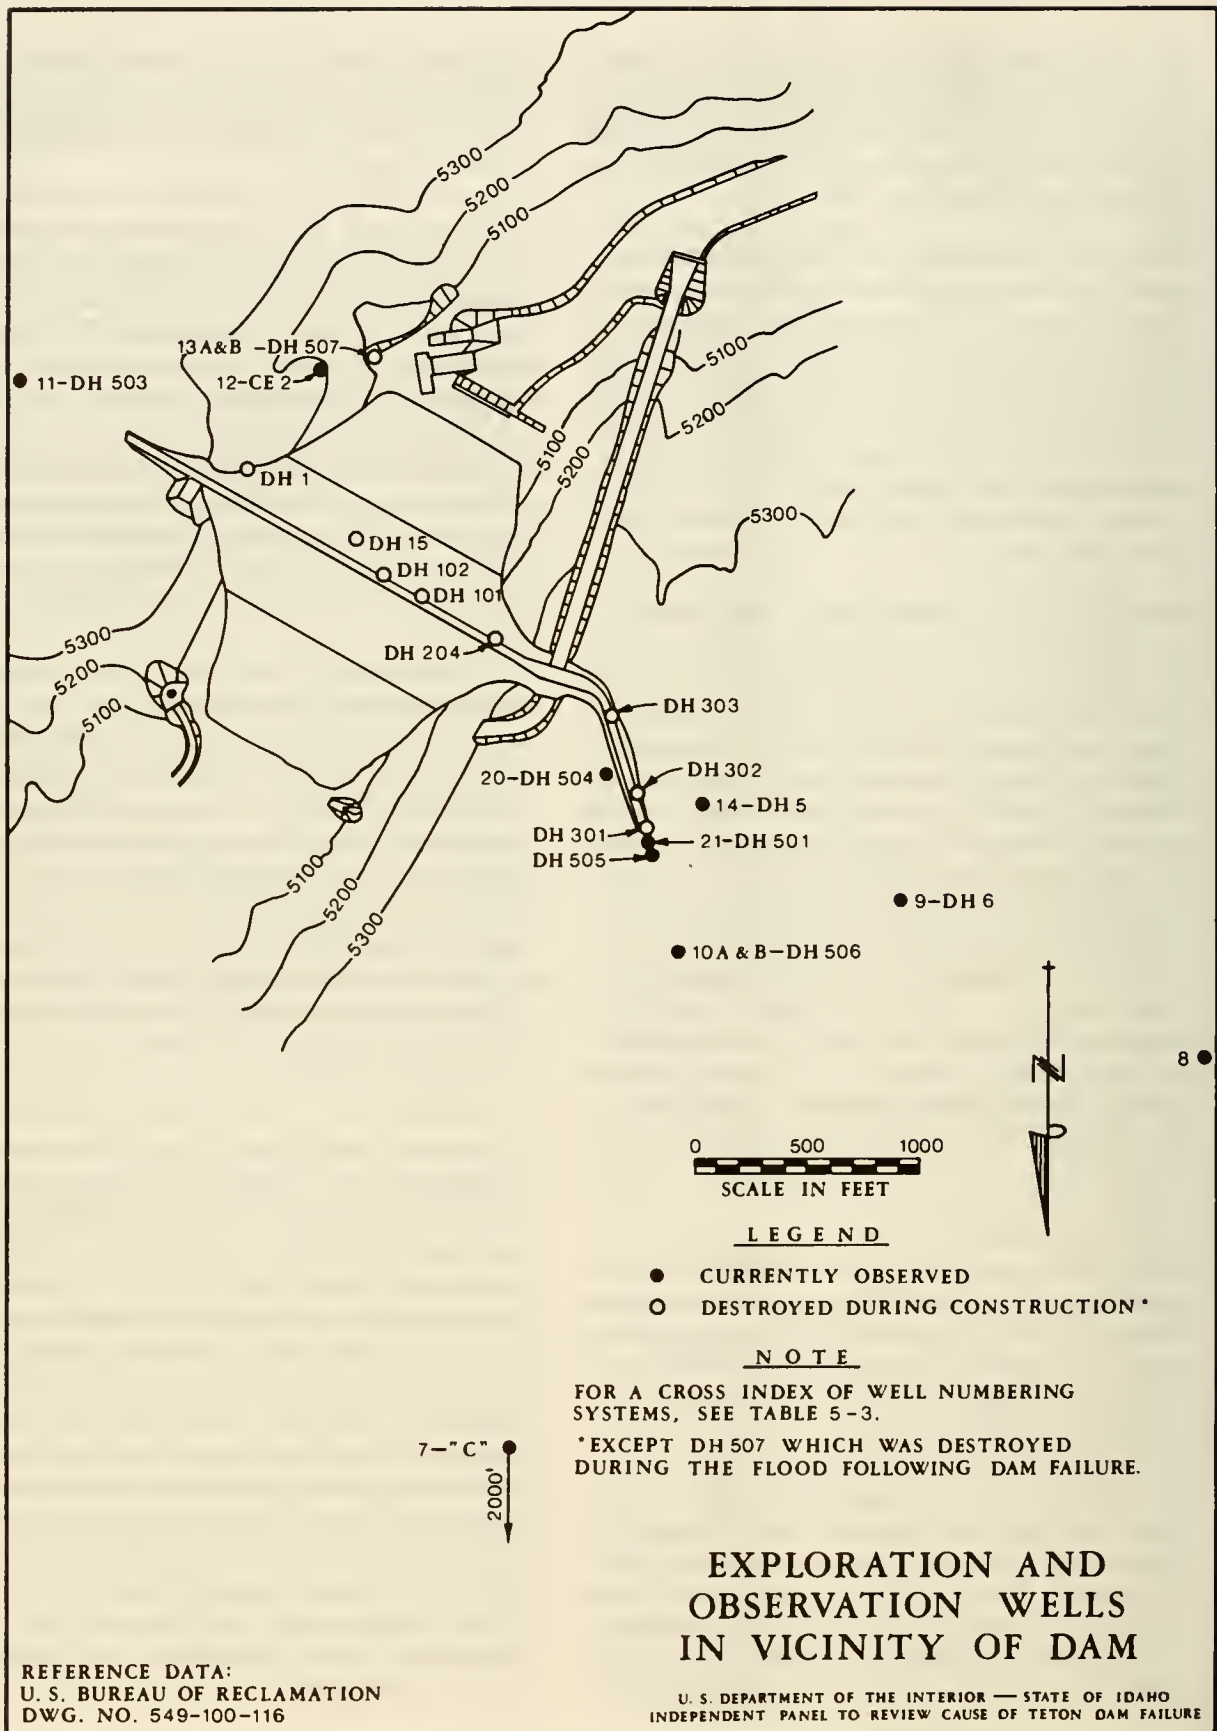 5300
5200
5100
13A&B -DH 507
12-CE 2
11-DH 503
5100
5200
5100
5200
DH 1
5300
DH 15
DH 102
DH 101
DH 204
5300
5200
5100
DH 303
20-DH 504
DH 302
14-DH 5
DH 301
21-DH 501
DH 505
5100
5200
5300
9-DH 6
10A & B-DH 506
N
8
0 500 1000
SCALE IN FEET
LEGEND
● CURRENTLY OBSERVED
○ DESTROYED DURING CONSTRUCTION*
NOTE
FOR A CROSS INDEX OF WELL NUMBERING
SYSTEMS, SEE TABLE 5-3.
*EXCEPT DH 507 WHICH WAS DESTROYED
DURING THE FLOOD FOLLOWING DAM FAILURE.
7-"C"
2000'
EXPLORATION AND
OBSERVATION WELLS
IN VICINITY OF DAM
REFERENCE DATA:
U. S. BUREAU OF RECLAMATION
DWG. NO. 549-100-116
U. S. DEPARTMENT OF THE INTERIOR — STATE OF IDAHO
INDEPENDENT PANEL TO REVIEW CAUSE OF TETON DAM FAILURE